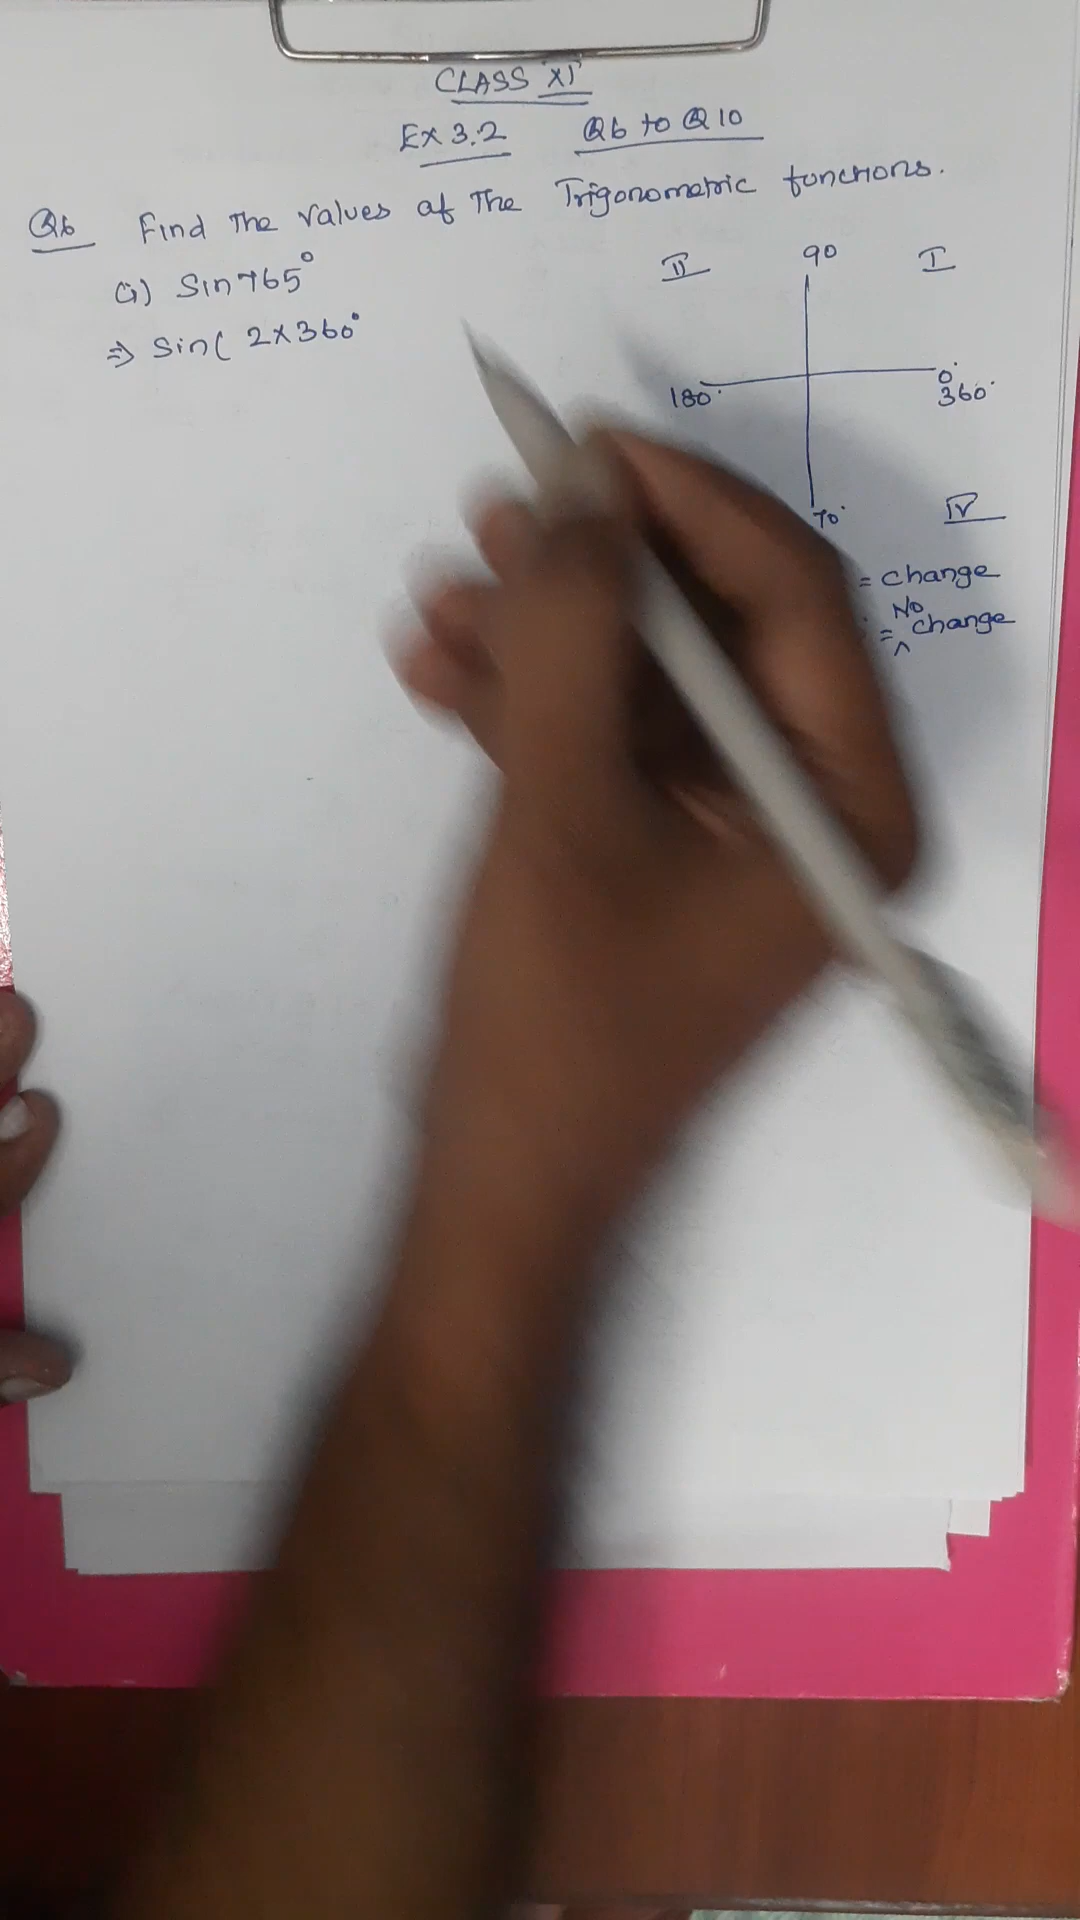 CLASS XI
Ex 3.2 Q6 to Q10
Q6 Find The values of The Trigonometric functions.
(i) Sin 765°
⇒ Sin( 2×360°
II 90 I
180° 0°
360°
70° IV
= change
No
= ^ change